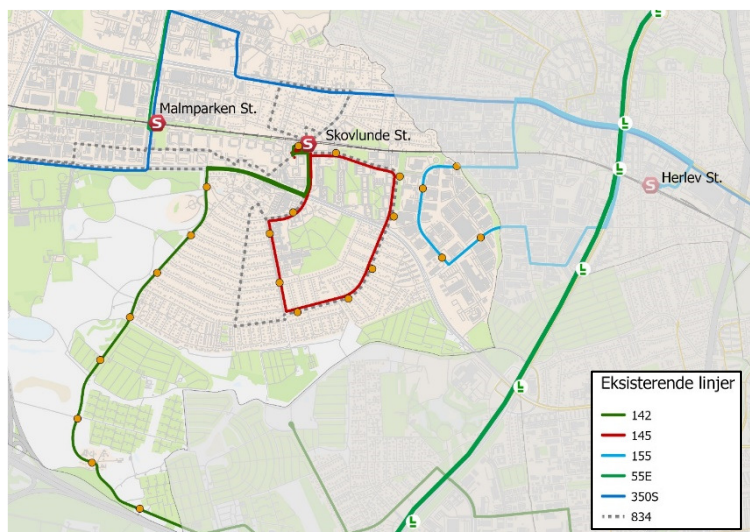 L
Malmparken St.
S
Skovlunde St.
S
L
L
Herlev St.
S
L
L
L
Eksisterende linjer
142
145
155
55E
350S
834